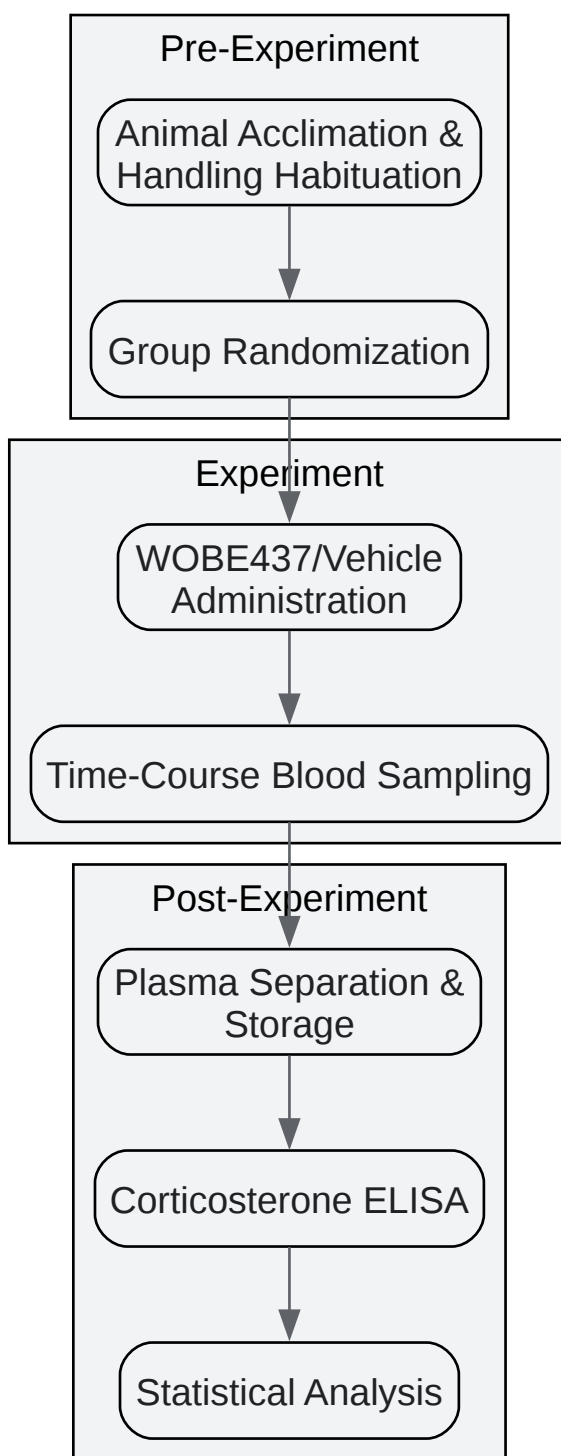 Pre-Experiment
Animal Acclimation &
Handling Habituation
Group Randomization
Experiment
WOBE437/Vehicle
Administration
Time-Course Blood Sampling
Post-Experiment
Plasma Separation &
Storage
Corticosterone ELISA
Statistical Analysis